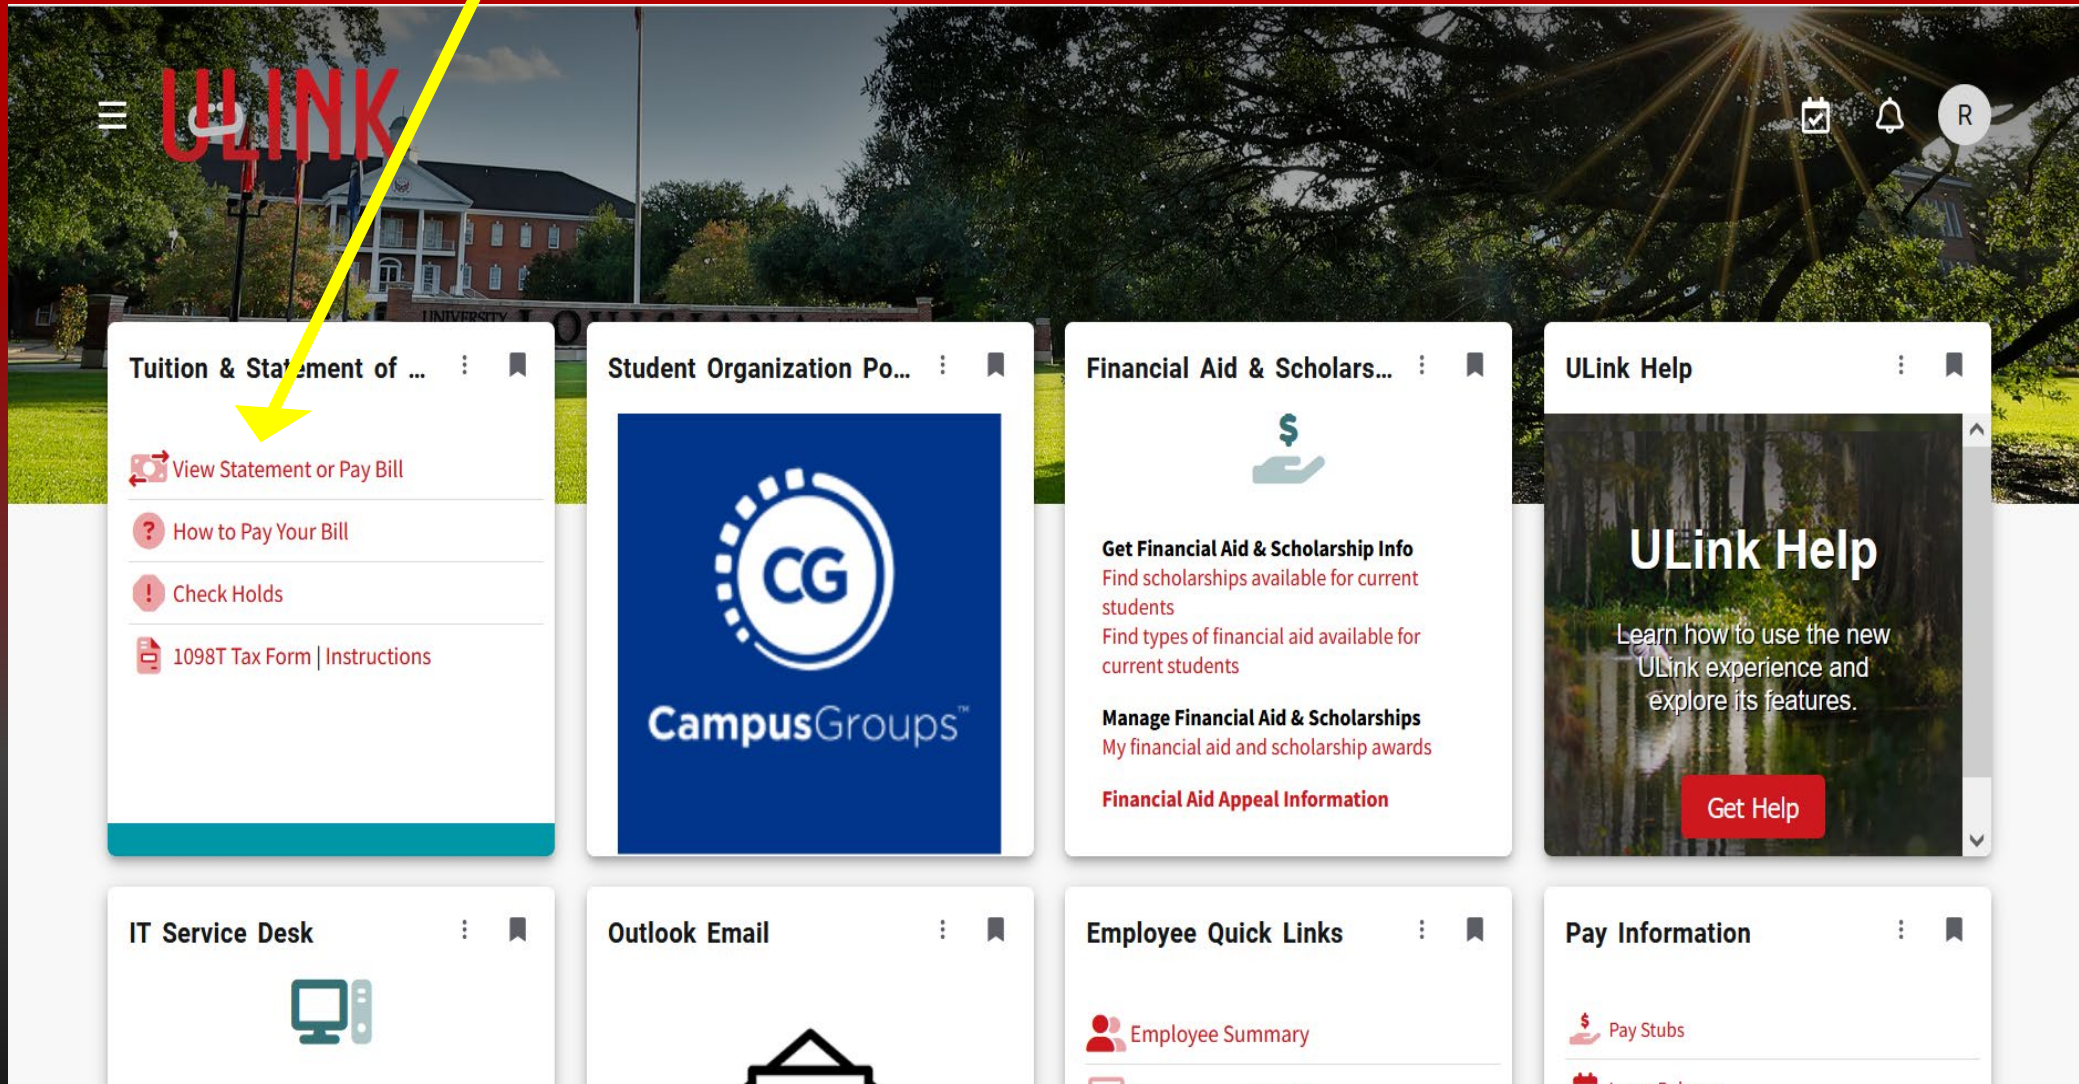 ULINK
R
UNIVERSITY LOUISIANA LAFAYETTE
Tuition & Statement of ...
View Statement or Pay Bill
How to Pay Your Bill
Check Holds
1098T Tax Form | Instructions
Student Organization Po...
CG
CampusGroups™
Financial Aid & Scholars...
$
Get Financial Aid & Scholarship Info
Find scholarships available for current
students
Find types of financial aid available for
current students
Manage Financial Aid & Scholarships
My financial aid and scholarship awards
Financial Aid Appeal Information
ULink Help
ULink Help
Learn how to use the new
ULink experience and
explore its features.
Get Help
IT Service Desk
Outlook Email
Employee Quick Links
Employee Summary
Pay Information
Pay Stubs